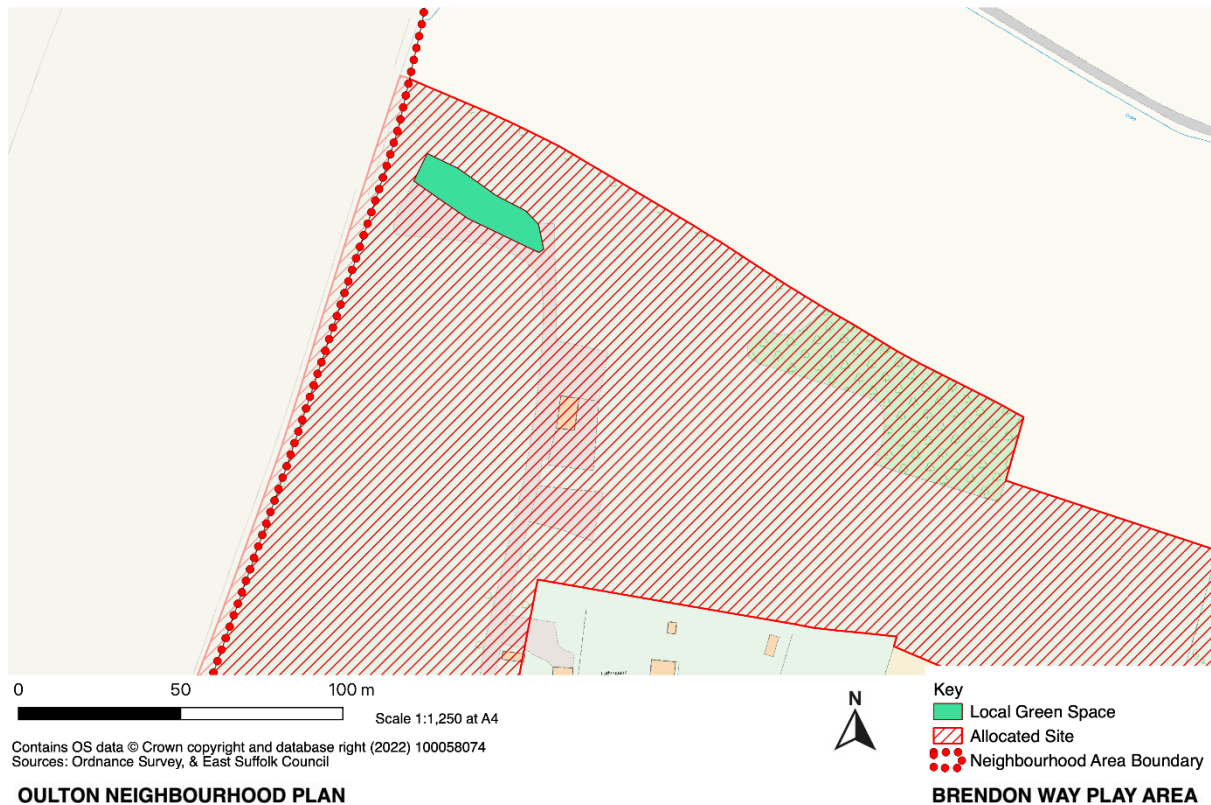 0 50 100 m
Scale 1:1,250 at A4
Contains OS data © Crown copyright and database right (2022) 100058074
Sources: Ordnance Survey, & East Suffolk Council
OULTON NEIGHBOURHOOD PLAN
N
Key
Local Green Space
Allocated Site
Neighbourhood Area Boundary
BRENDON WAY PLAY AREA